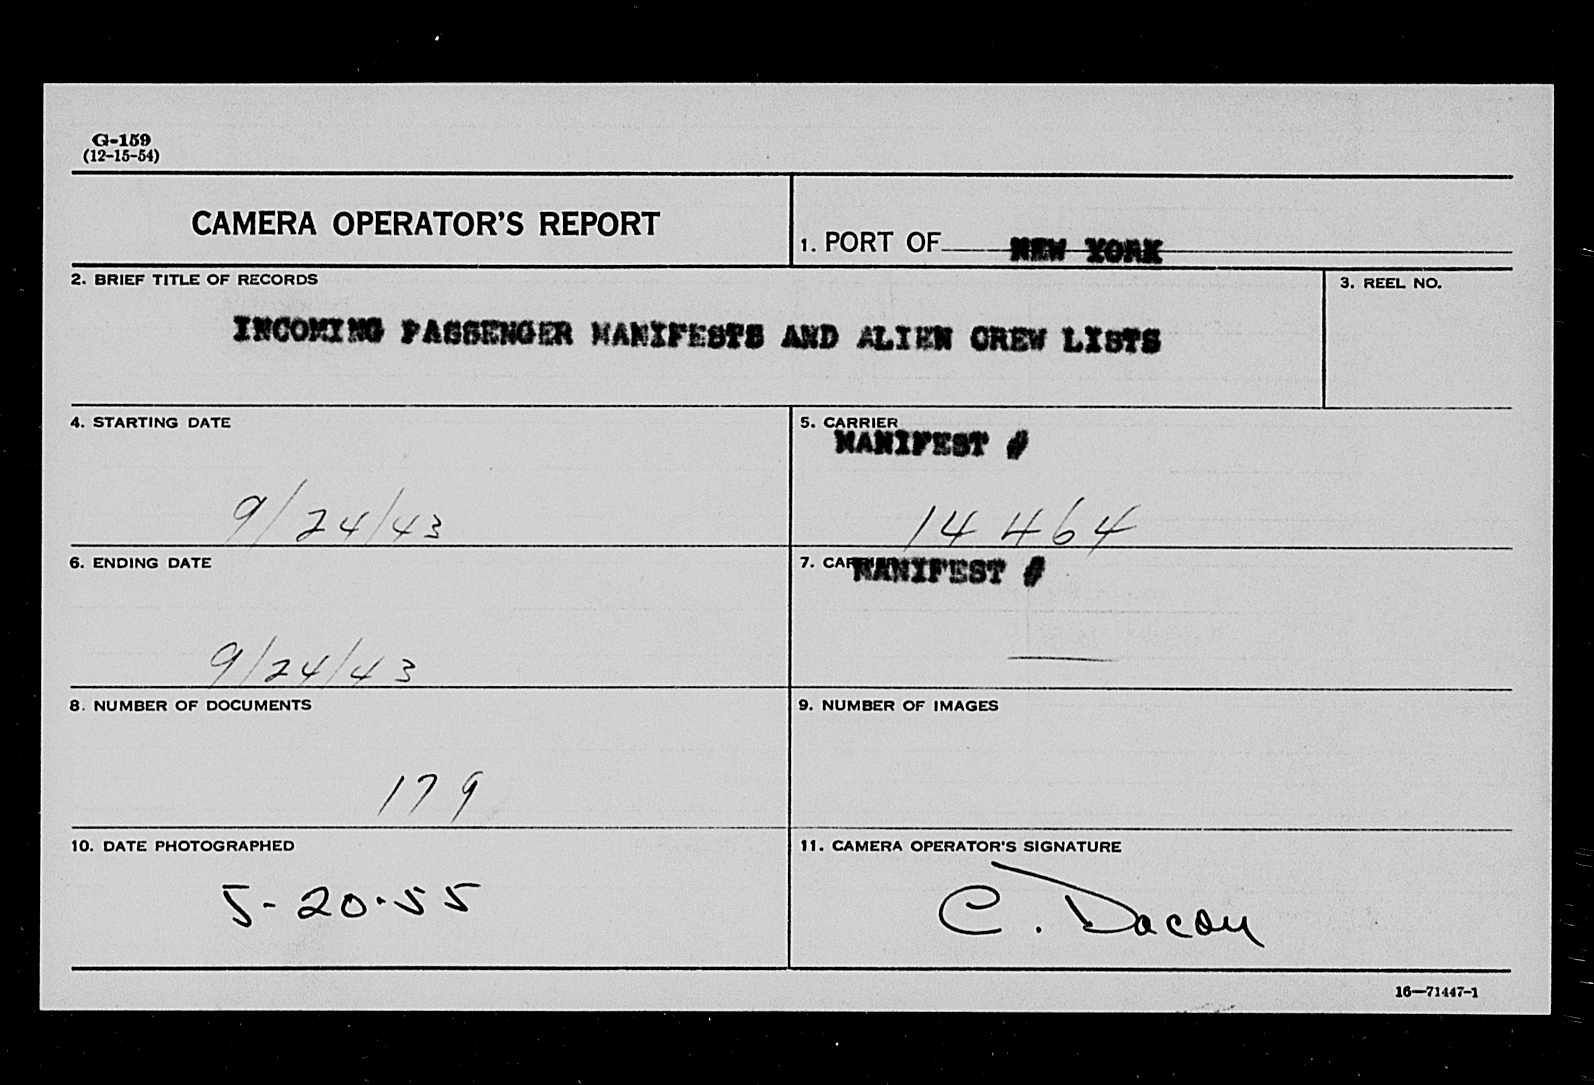 G-159
(12-15-54)
CAMERA OPERATOR'S REPORT
1. PORT OF NEW YORK
2. BRIEF TITLE OF RECORDS
INCOMING PASSENGER MANIFESTS AND ALIEN CREW LISTS
3. REEL NO.
4. STARTING DATE
9/24/43
5. CARRIER
MANIFEST #
14464
6. ENDING DATE
9/24/43
7. MANIFEST #
8. NUMBER OF DOCUMENTS
179
9. NUMBER OF IMAGES
10. DATE PHOTOGRAPHED
5-20-55
11. CAMERA OPERATOR'S SIGNATURE
C.
16—71447-1